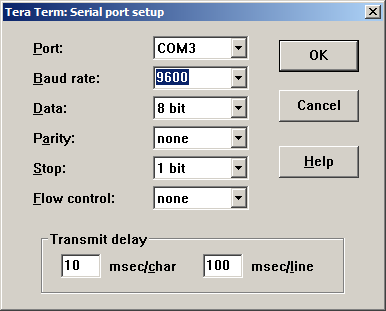 Tera Term: Serial port setup
Port: COM3 OK
Baud rate: 9600
Data: 8 bit Cancel
Parity: none
Stop: 1 bit Help
Flow control: none
Transmit delay
10 msec/char 100 msec/line